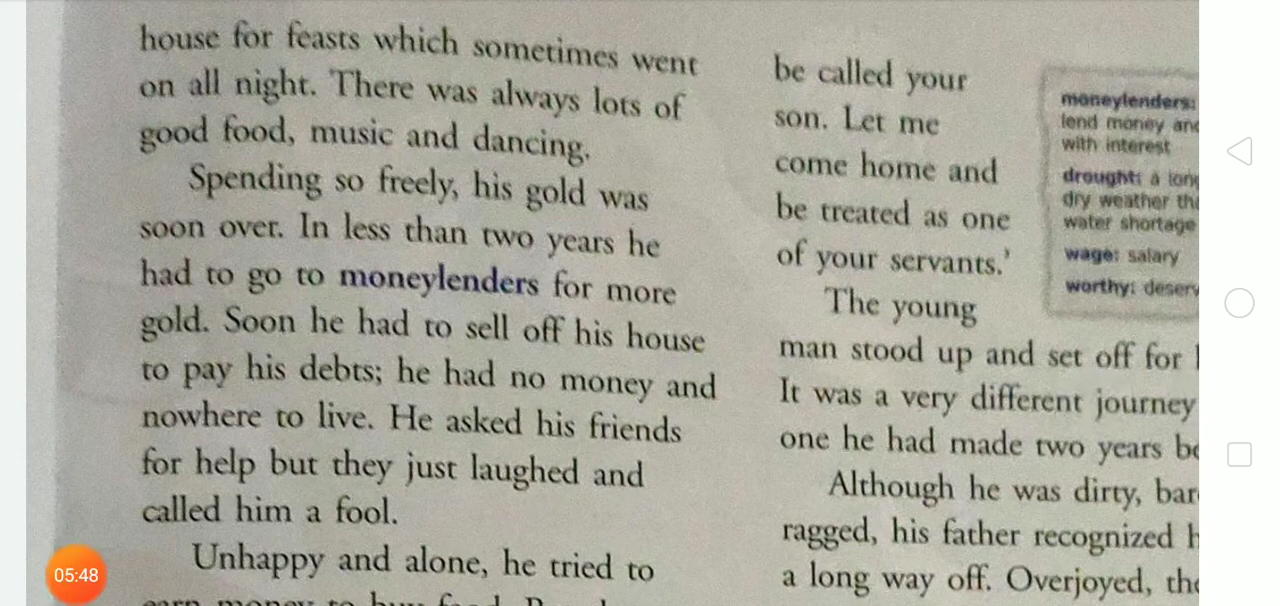 house for feasts which sometimes went
on all night. There was always lots of
good food, music and dancing.
Spending so freely, his gold was
soon over. In less than two years he
had to go to moneylenders for more
gold. Soon he had to sell off his house
to pay his debts; he had no money and
nowhere to live. He asked his friends
for help but they just laughed and
called him a fool.
Unhappy and alone, he tried to
be called your
son. Let me
come home and
be treated as one
of your servants.'
The young
man stood up and set off for
It was a very different journey
one he had made two years
Although he was dirty,
ragged, his father recognized
a long way off. Overjoyed,
moneylenders:
lend money
with interest
drought: a
dry weather
water shortage
wage: salary
worthy:
05:48